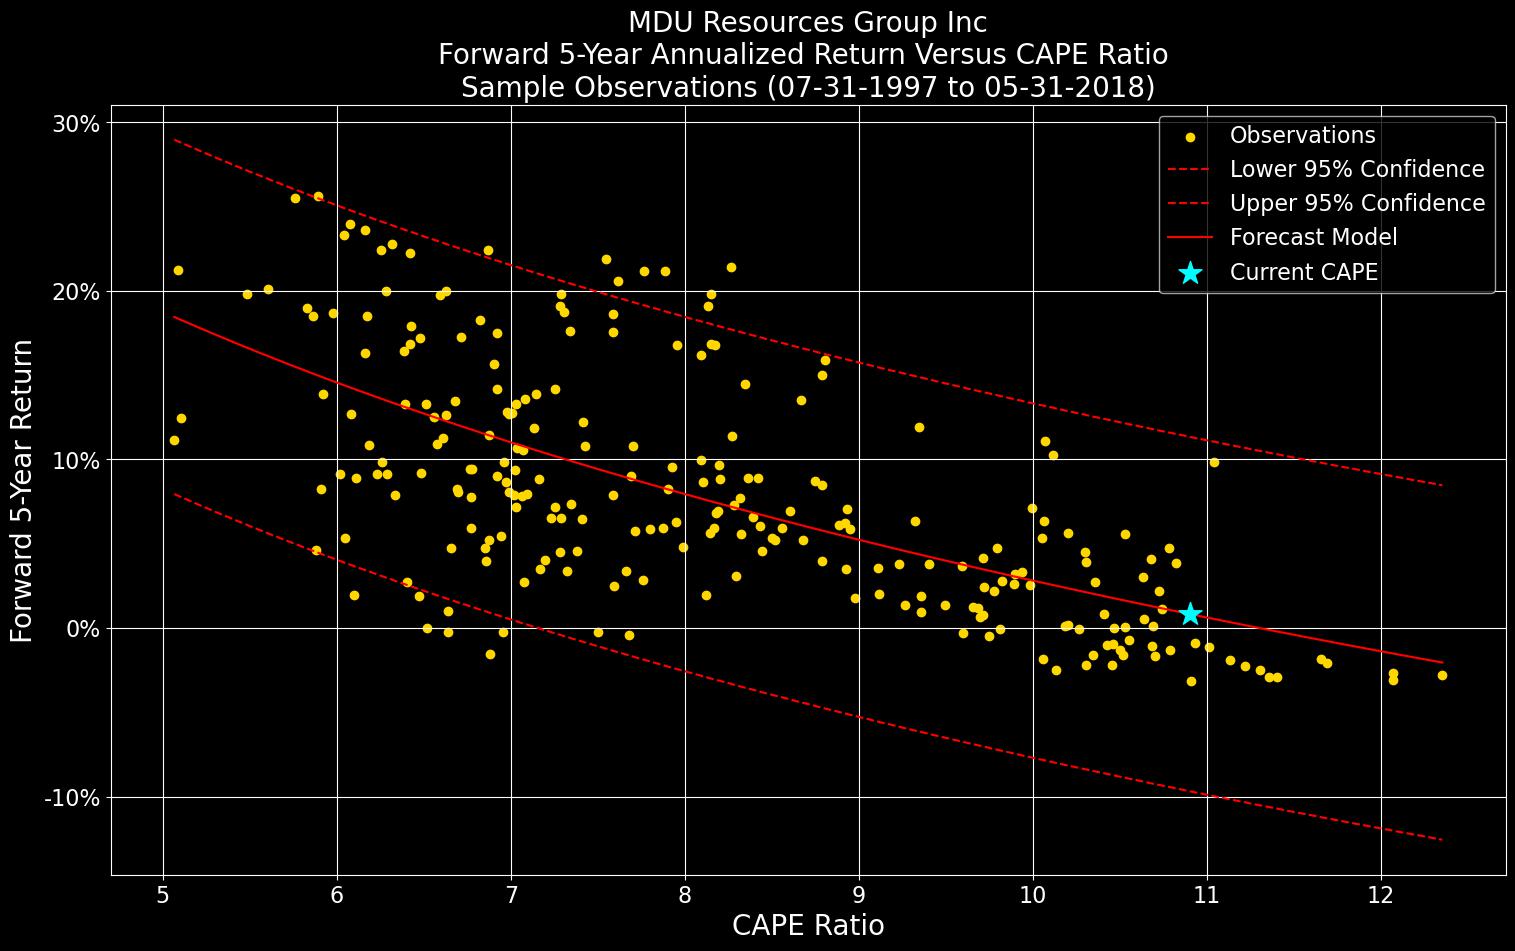 MDU Resources Group Inc
Forward 5-Year Annualized Return Versus CAPE Ratio
Sample Observations (07-31-1997 to 05-31-2018)
Observations
Lower 95% Confidence
Upper 95% Confidence
Forecast Model
Current CAPE
Forward 5-Year Return
30%
20%
10%
0%
-10%
5 6 7 8 9 10 11 12
CAPE Ratio